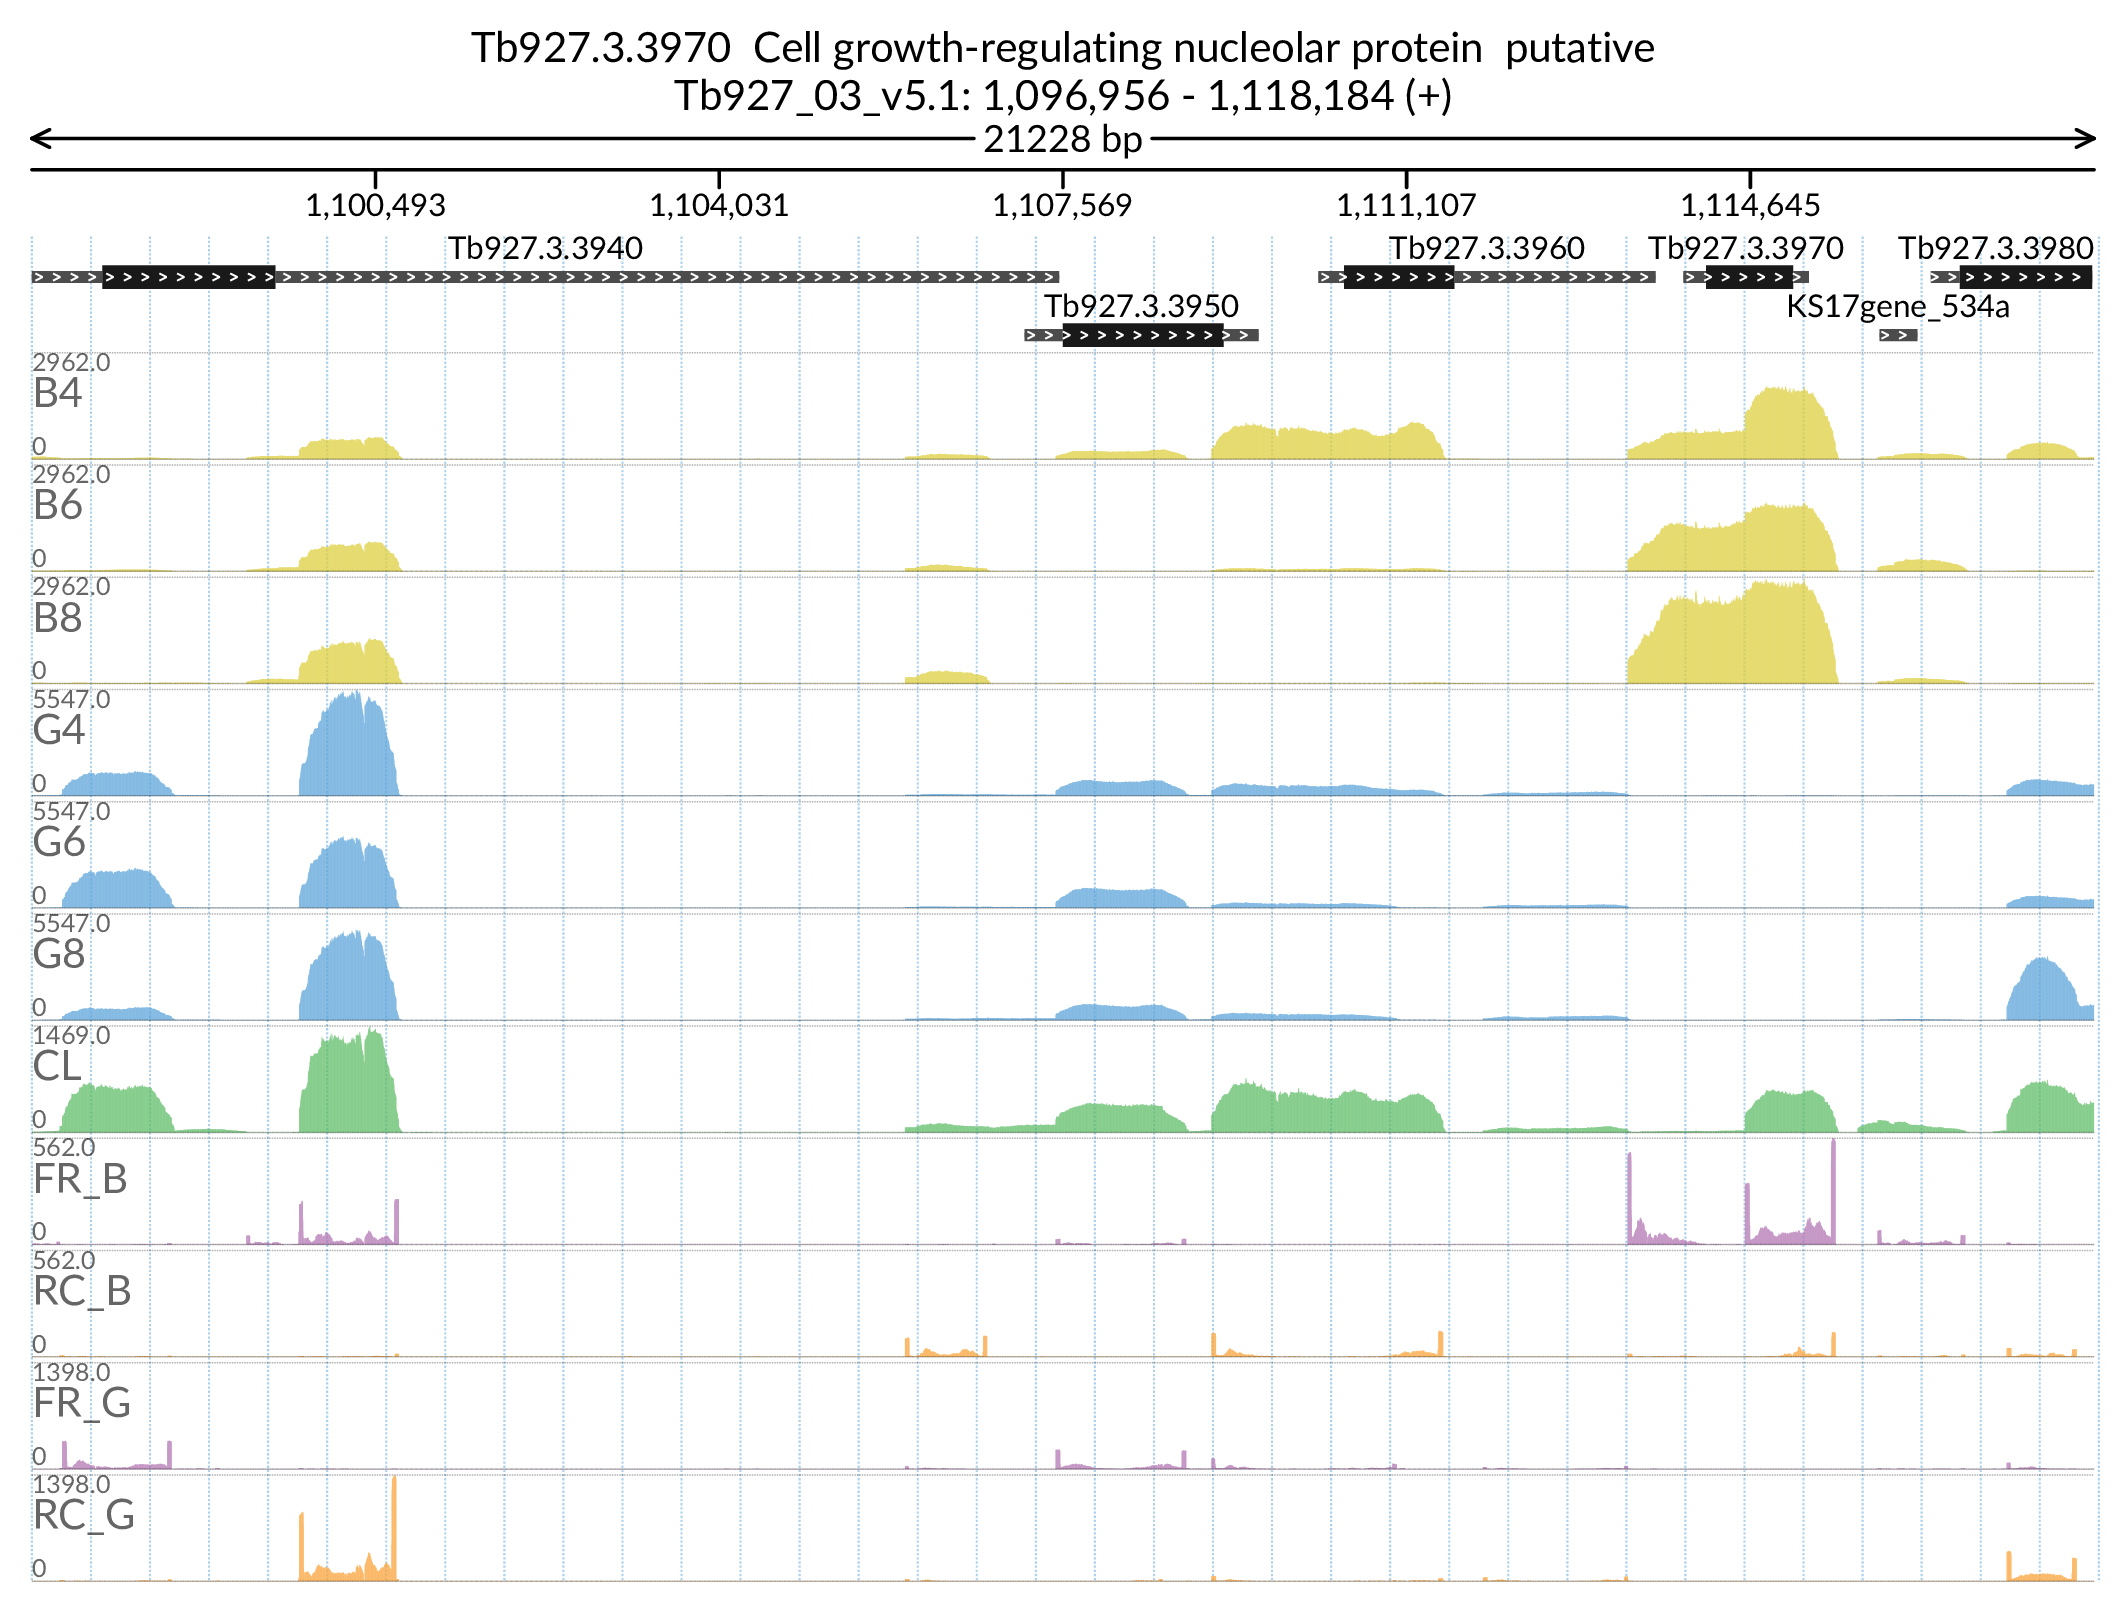 Tb927.3.3970 Cell growth-regulating nucleolar protein putative
Tb927_03_v5.1: 1,096,956 - 1,118,184 (+)
21228 bp
1,100,493 1,104,031 1,107,569 1,111,107 1,114,645
Tb927.3.3940 Tb927.3.3960 Tb927.3.3970 Tb927.3.3980
Tb927.3.3950 KS17gene_534a
2962.0
B4
0
2962.0
B6
0
2962.0
B8
0
5547.0
G4
0
5547.0
G6
0
5547.0
G8
0
1469.0
CL
0
562.0
FR_B
0
562.0
RC_B
0
1398.0
FR_G
0
1398.0
RC_G
0